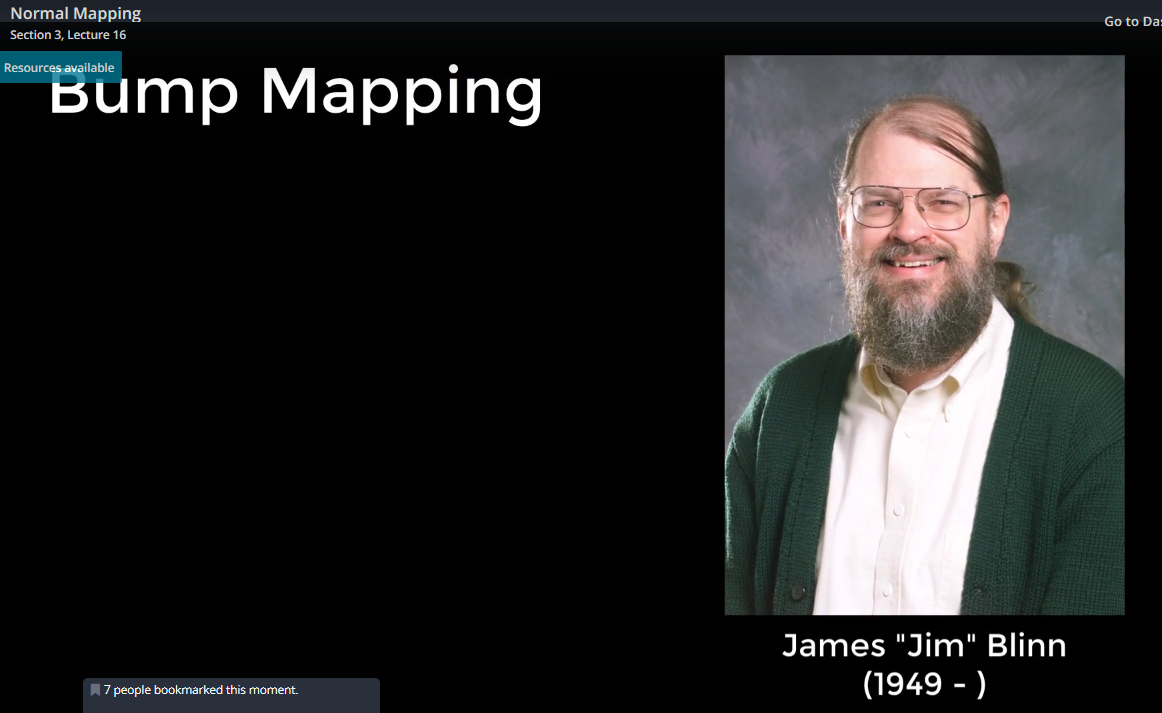 Normal Mapping
Section 3, Lecture 16
Go to Das
Resources available
Bump Mapping
James "Jim" Blinn
(1949 - )
7 people bookmarked this moment.